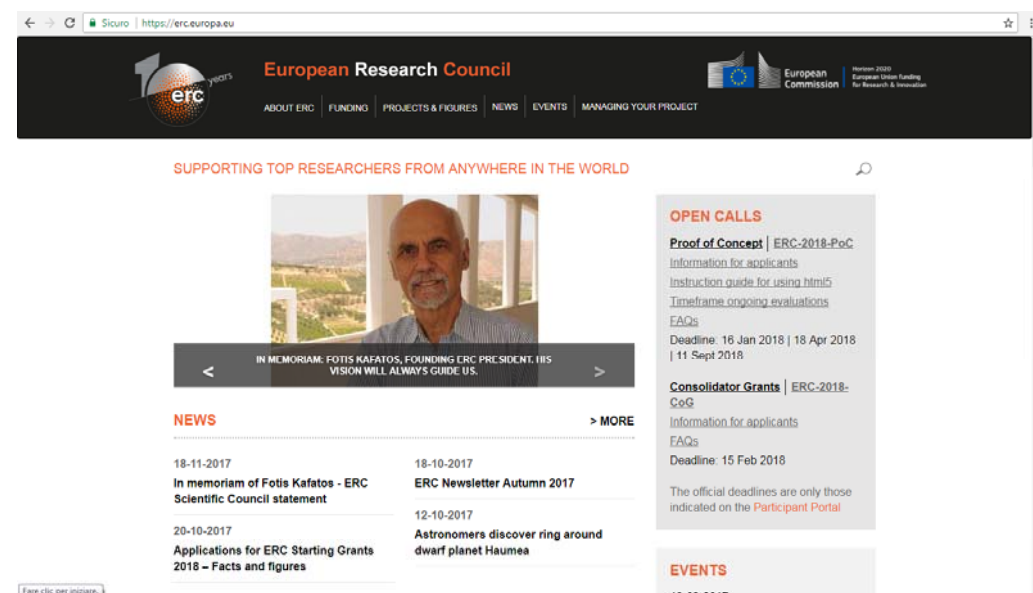 Sicuro | https://erc.europa.eu
years
erc
European Research Council
ABOUT ERC
FUNDING
PROJECTS & FIGURES
NEWS
EVENTS
MANAGING YOUR PROJECT
European
Commission
Horizon 2020
European Union funding
for Research & Innovation
SUPPORTING TOP RESEARCHERS FROM ANYWHERE IN THE WORLD
< IN MEMORIAM: FOTIS KAFATOS, FOUNDING ERC PRESIDENT. HIS >
VISION WILL ALWAYS GUIDE US.
NEWS
> MORE
18-11-2017
In memoriam of Fotis Kafatos - ERC
Scientific Council statement
20-10-2017
Applications for ERC Starting Grants
2018 – Facts and figures
18-10-2017
ERC Newsletter Autumn 2017
12-10-2017
Astronomers discover ring around
dwarf planet Haumea
OPEN CALLS
Proof of Concept | ERC-2018-PoC
Information for applicants
Instruction guide for using html5
Timeframe ongoing evaluations
FAQs
Deadline: 16 Jan 2018 | 18 Apr 2018
| 11 Sept 2018
Consolidator Grants | ERC-2018-
CoG
Information for applicants
FAQs
Deadline: 15 Feb 2018
The official deadlines are only those
indicated on the Participant Portal
EVENTS
Fare clic per iniziare.